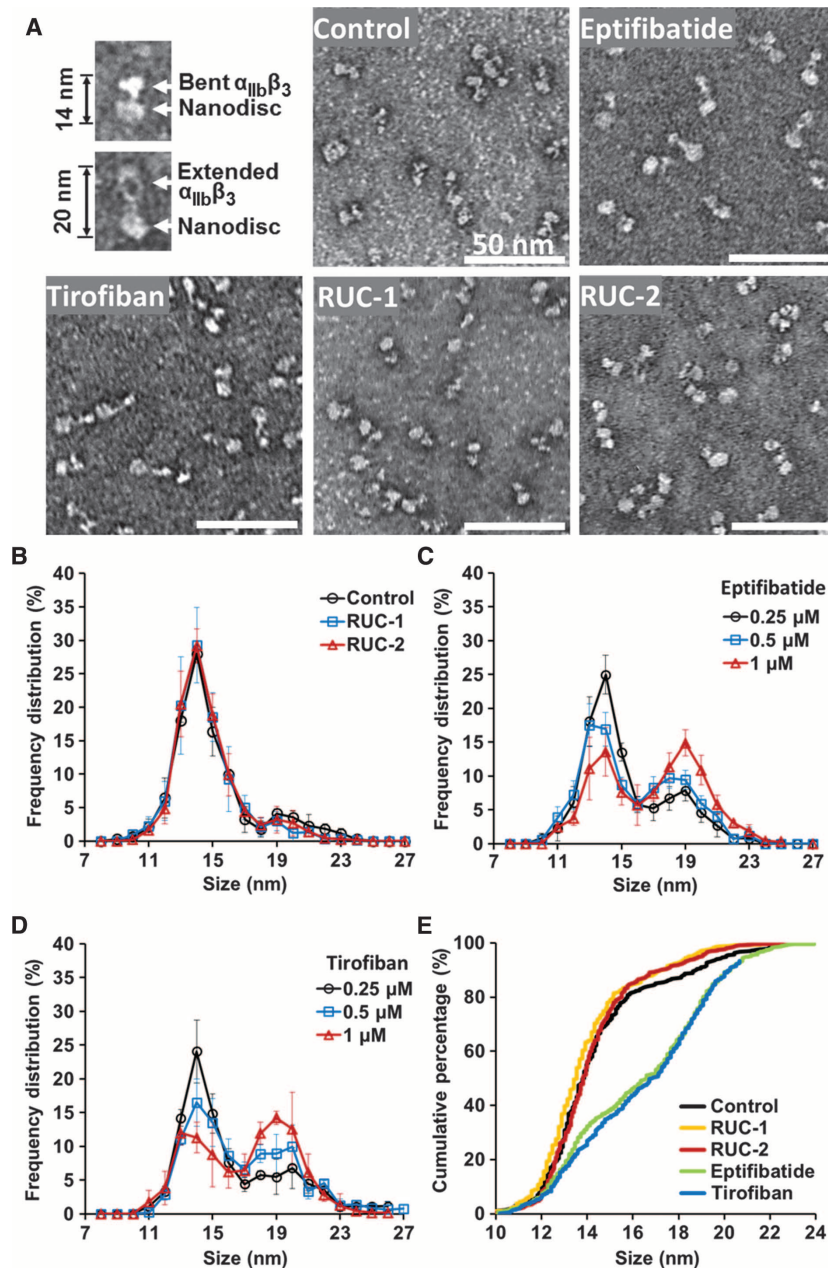 A
Control
Eptifibatide
14 nm
Bent αIIbβ3
Nanodisc
20 nm
Extended
αIIbβ3
Nanodisc
50 nm
Tirofiban
RUC-1
RUC-2
B
Frequency distribution (%)
40
35
30
25
20
15
10
5
0
7 11 15 19 23 27
Size (nm)
Control
RUC-1
RUC-2
C
Frequency distribution (%)
40
35
30
25
20
15
10
5
0
7 11 15 19 23 27
Size (nm)
Eptifibatide
0.25 µM
0.5 µM
1 µM
D
Frequency distribution (%)
40
35
30
25
20
15
10
5
0
7 11 15 19 23 27
Size (nm)
Tirofiban
0.25 µM
0.5 µM
1 µM
E
Cumulative percentage (%)
100
80
60
40
20
0
10 12 14 16 18 20 22 24
Size (nm)
Control
RUC-1
RUC-2
Eptifibatide
Tirofiban